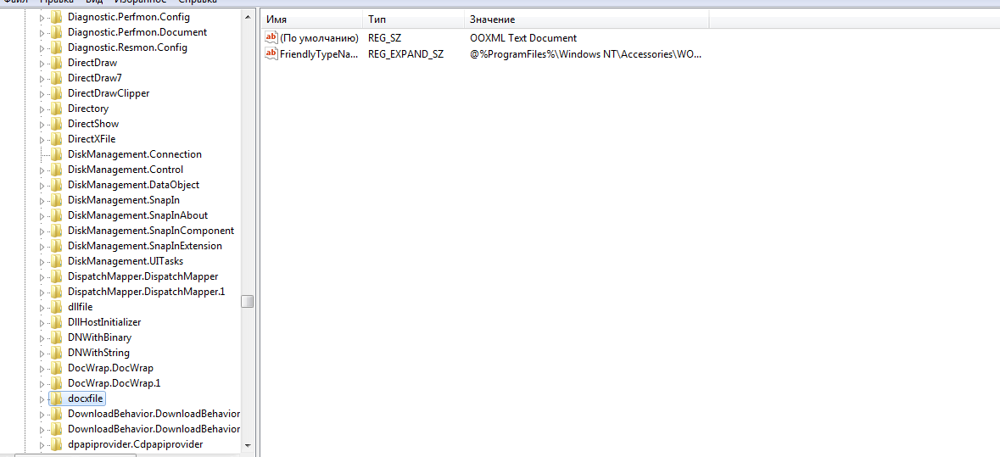 Файл Правка Вид Избранное Справка
Diagnostic.Perfmon.Config
Diagnostic.Perfmon.Document
Diagnostic.Resmon.Config
DirectDraw
DirectDraw7
DirectDrawClipper
Directory
DirectShow
DirectXFile
DiskManagement.Connection
DiskManagement.Control
DiskManagement.DataObject
DiskManagement.SnapIn
DiskManagement.SnapInAbout
DiskManagement.SnapInComponent
DiskManagement.SnapInExtension
DiskManagement.UITasks
DispatchMapper.DispatchMapper
DispatchMapper.DispatchMapper.1
dllfile
DllHostInitializer
DNWithBinary
DNWithString
DocWrap.DocWrap
DocWrap.DocWrap.1
docxfile
DownloadBehavior.DownloadBehavior
DownloadBehavior.DownloadBehavior
dpapiprovider.Cdpapiprovider
Имя Тип Значение
ab (По умолчанию) REG_SZ OOXML Text Document
ab FriendlyTypeNa... REG_EXPAND_SZ @%ProgramFiles%\Windows NT\Accessories\WO...